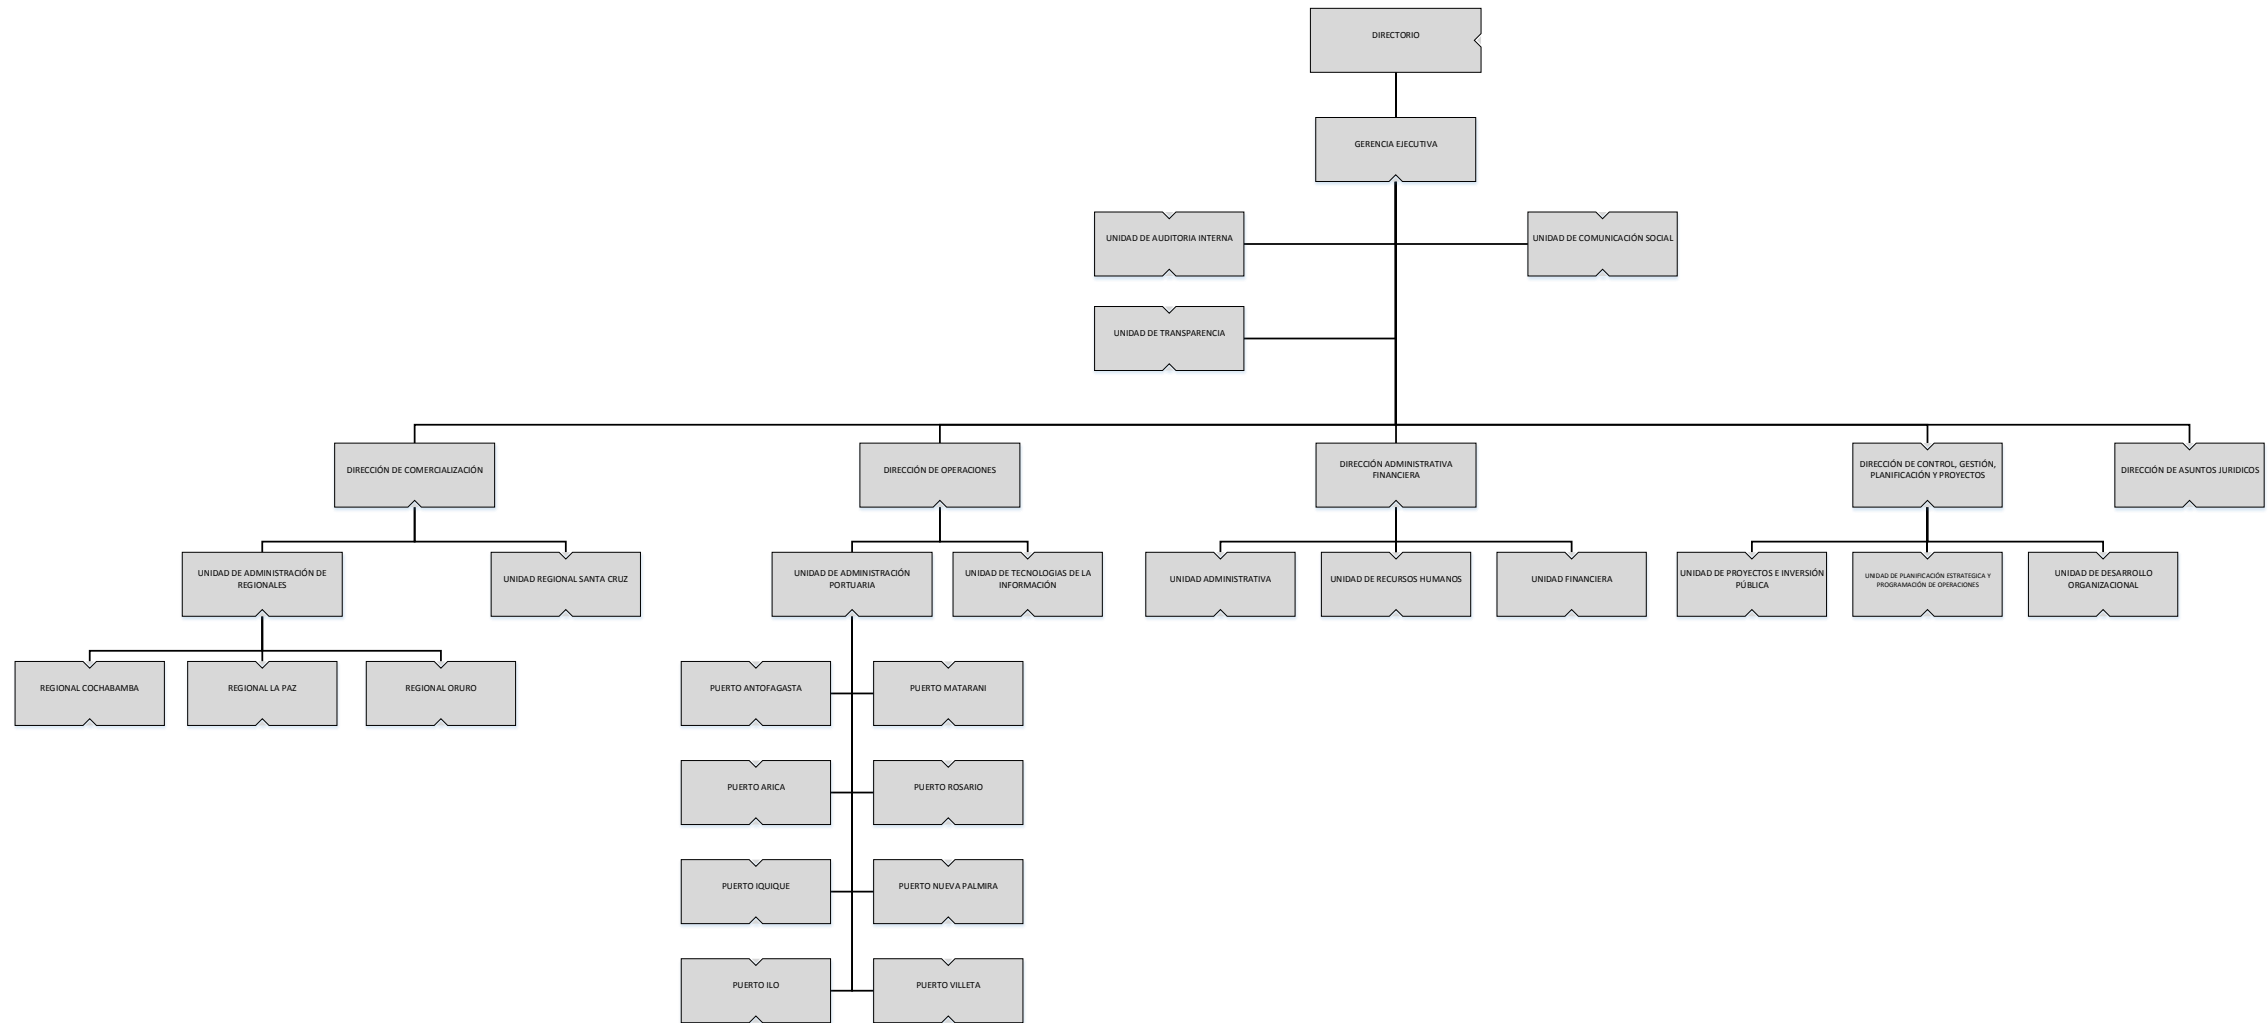 DIRECTORIO
GERENCIA EJECUTIVA
UNIDAD DE AUDITORIA INTERNA
UNIDAD DE COMUNICACIÓN SOCIAL
UNIDAD DE TRANSPARENCIA
DIRECCIÓN DE COMERCIALIZACIÓN
DIRECCIÓN DE OPERACIONES
DIRECCIÓN ADMINISTRATIVA
FINANCIERA
DIRECCIÓN DE CONTROL, GESTIÓN,
PLANIFICACIÓN Y PROYECTOS
DIRECCIÓN DE ASUNTOS JURIDICOS
UNIDAD DE ADMINISTRACIÓN DE
REGIONALES
UNIDAD REGIONAL SANTA CRUZ
UNIDAD DE ADMINISTRACIÓN
PORTUARIA
UNIDAD DE TECNOLOGIAS DE LA
INFORMACIÓN
UNIDAD ADMINISTRATIVA
UNIDAD DE RECURSOS HUMANOS
UNIDAD FINANCIERA
UNIDAD DE PROYECTOS E INVERSIÓN
PÚBLICA
UNIDAD DE PLANIFICACIÓN ESTRATEGICA Y
PROGRAMACIÓN DE OPERACIONES
UNIDAD DE DESARROLLO
ORGANIZACIONAL
REGIONAL COCHABAMBA
REGIONAL LA PAZ
REGIONAL ORURO
PUERTO ANTOFAGASTA
PUERTO MATARANI
PUERTO ARICA
PUERTO ROSARIO
PUERTO IQUIQUE
PUERTO NUEVA PALMIRA
PUERTO ILO
PUERTO VILLETA